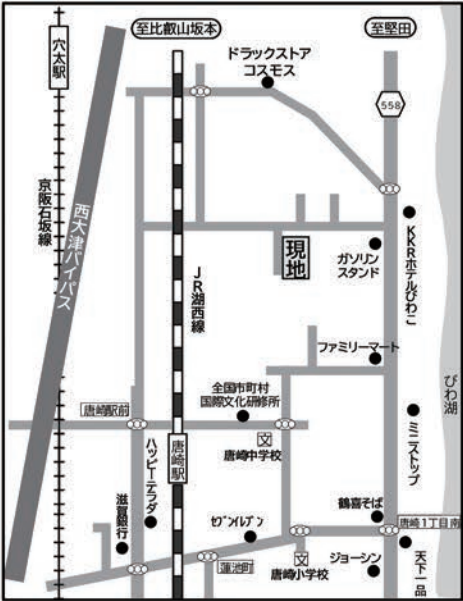 至比叡山坂本
至堅田
穴太駅
ドラックストア
コスモス
558
京阪石坂線
西大津バイパス
JR湖西線
現地
ガソリン
スタンド
KKRホテルびわこ
ファミリーマート
びわ湖
全国市町村
国際文化研修所
唐崎駅前
文
唐崎中学校
唐崎駅
ミニストップ
ハッピーテラダ
滋賀銀行
セブンイレブン
鶴喜そば
唐崎1丁目南
蓮池町
文
唐崎小学校
ジョーシン
天下一品